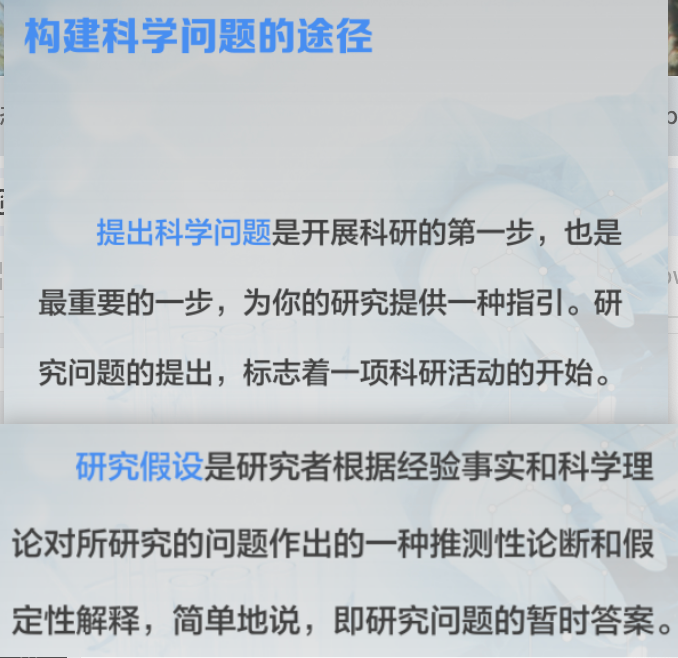 构建科学问题的途径
提出科学问题是开展科研的第一步，也是
最重要的一步，为你的研究提供一种指引。研
究问题的提出，标志着一项科研活动的开始。
研究假设是研究者根据经验事实和科学理
论对所研究的问题作出的一种推测性论断和假
定性解释，简单地说，即研究问题的暂时答案。